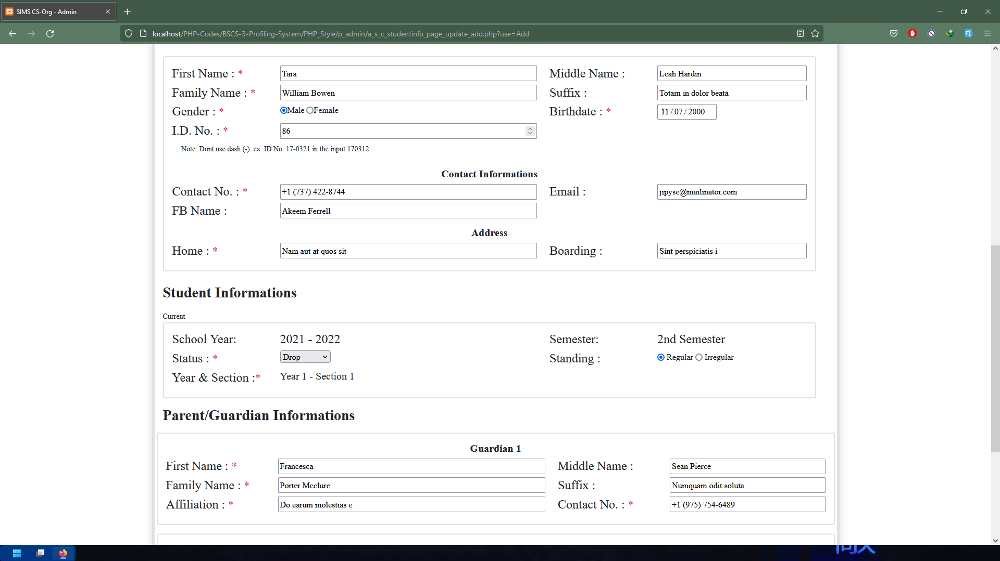 SIMS CS-Org - Admin
localhost/PHP-Codes/BSCS-3-Profiling-System/PHP_Style/p_admin/a_s_c_studentinfo_page_update_add.php?use=Add
First Name : * Tara Middle Name : Leah Hardin
Family Name : * William Bowen Suffix : Totam in dolor beata
Gender : * Male Female Birthdate : * 11 / 07 / 2000
I.D. No. : * 86
Note: Dont use dash (-). ex. ID No. 17-0321 in the input 170312
Contact Informations
Contact No. : * +1 (737) 422-8744 Email : jipyse@mailinator.com
FB Name : Akeem Ferrell
Address
Home : * Nam aut at quos sit Boarding : Sint perspiciatis i
Student Informations
Current
School Year: 2021 - 2022 Semester: 2nd Semester
Status : * Drop Standing : Regular Irregular
Year & Section :* Year 1 - Section 1
Parent/Guardian Informations
Guardian 1
First Name : * Francesca Middle Name : Sean Pierce
Family Name : * Porter Mcclure Suffix : Numquam odit soluta
Affiliation : * Do earum molestias e Contact No. : * +1 (975) 754-6489